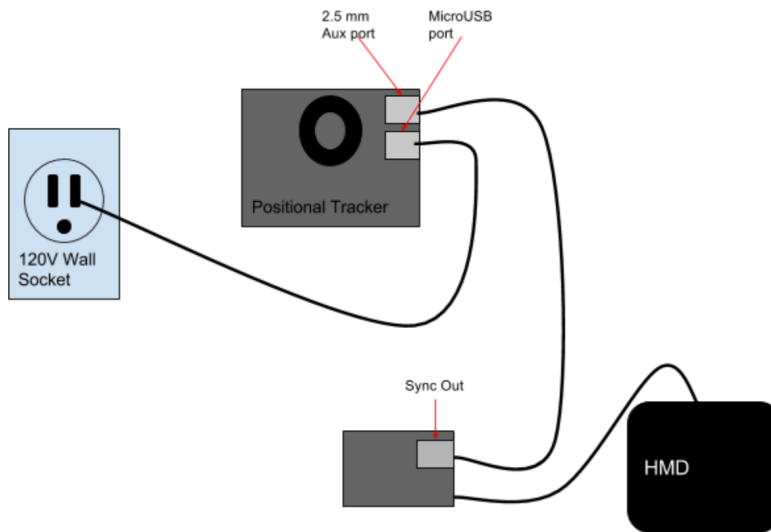 2.5 mm
Aux port
MicroUSB
port
Positional Tracker
120V Wall
Socket
Sync Out
HMD